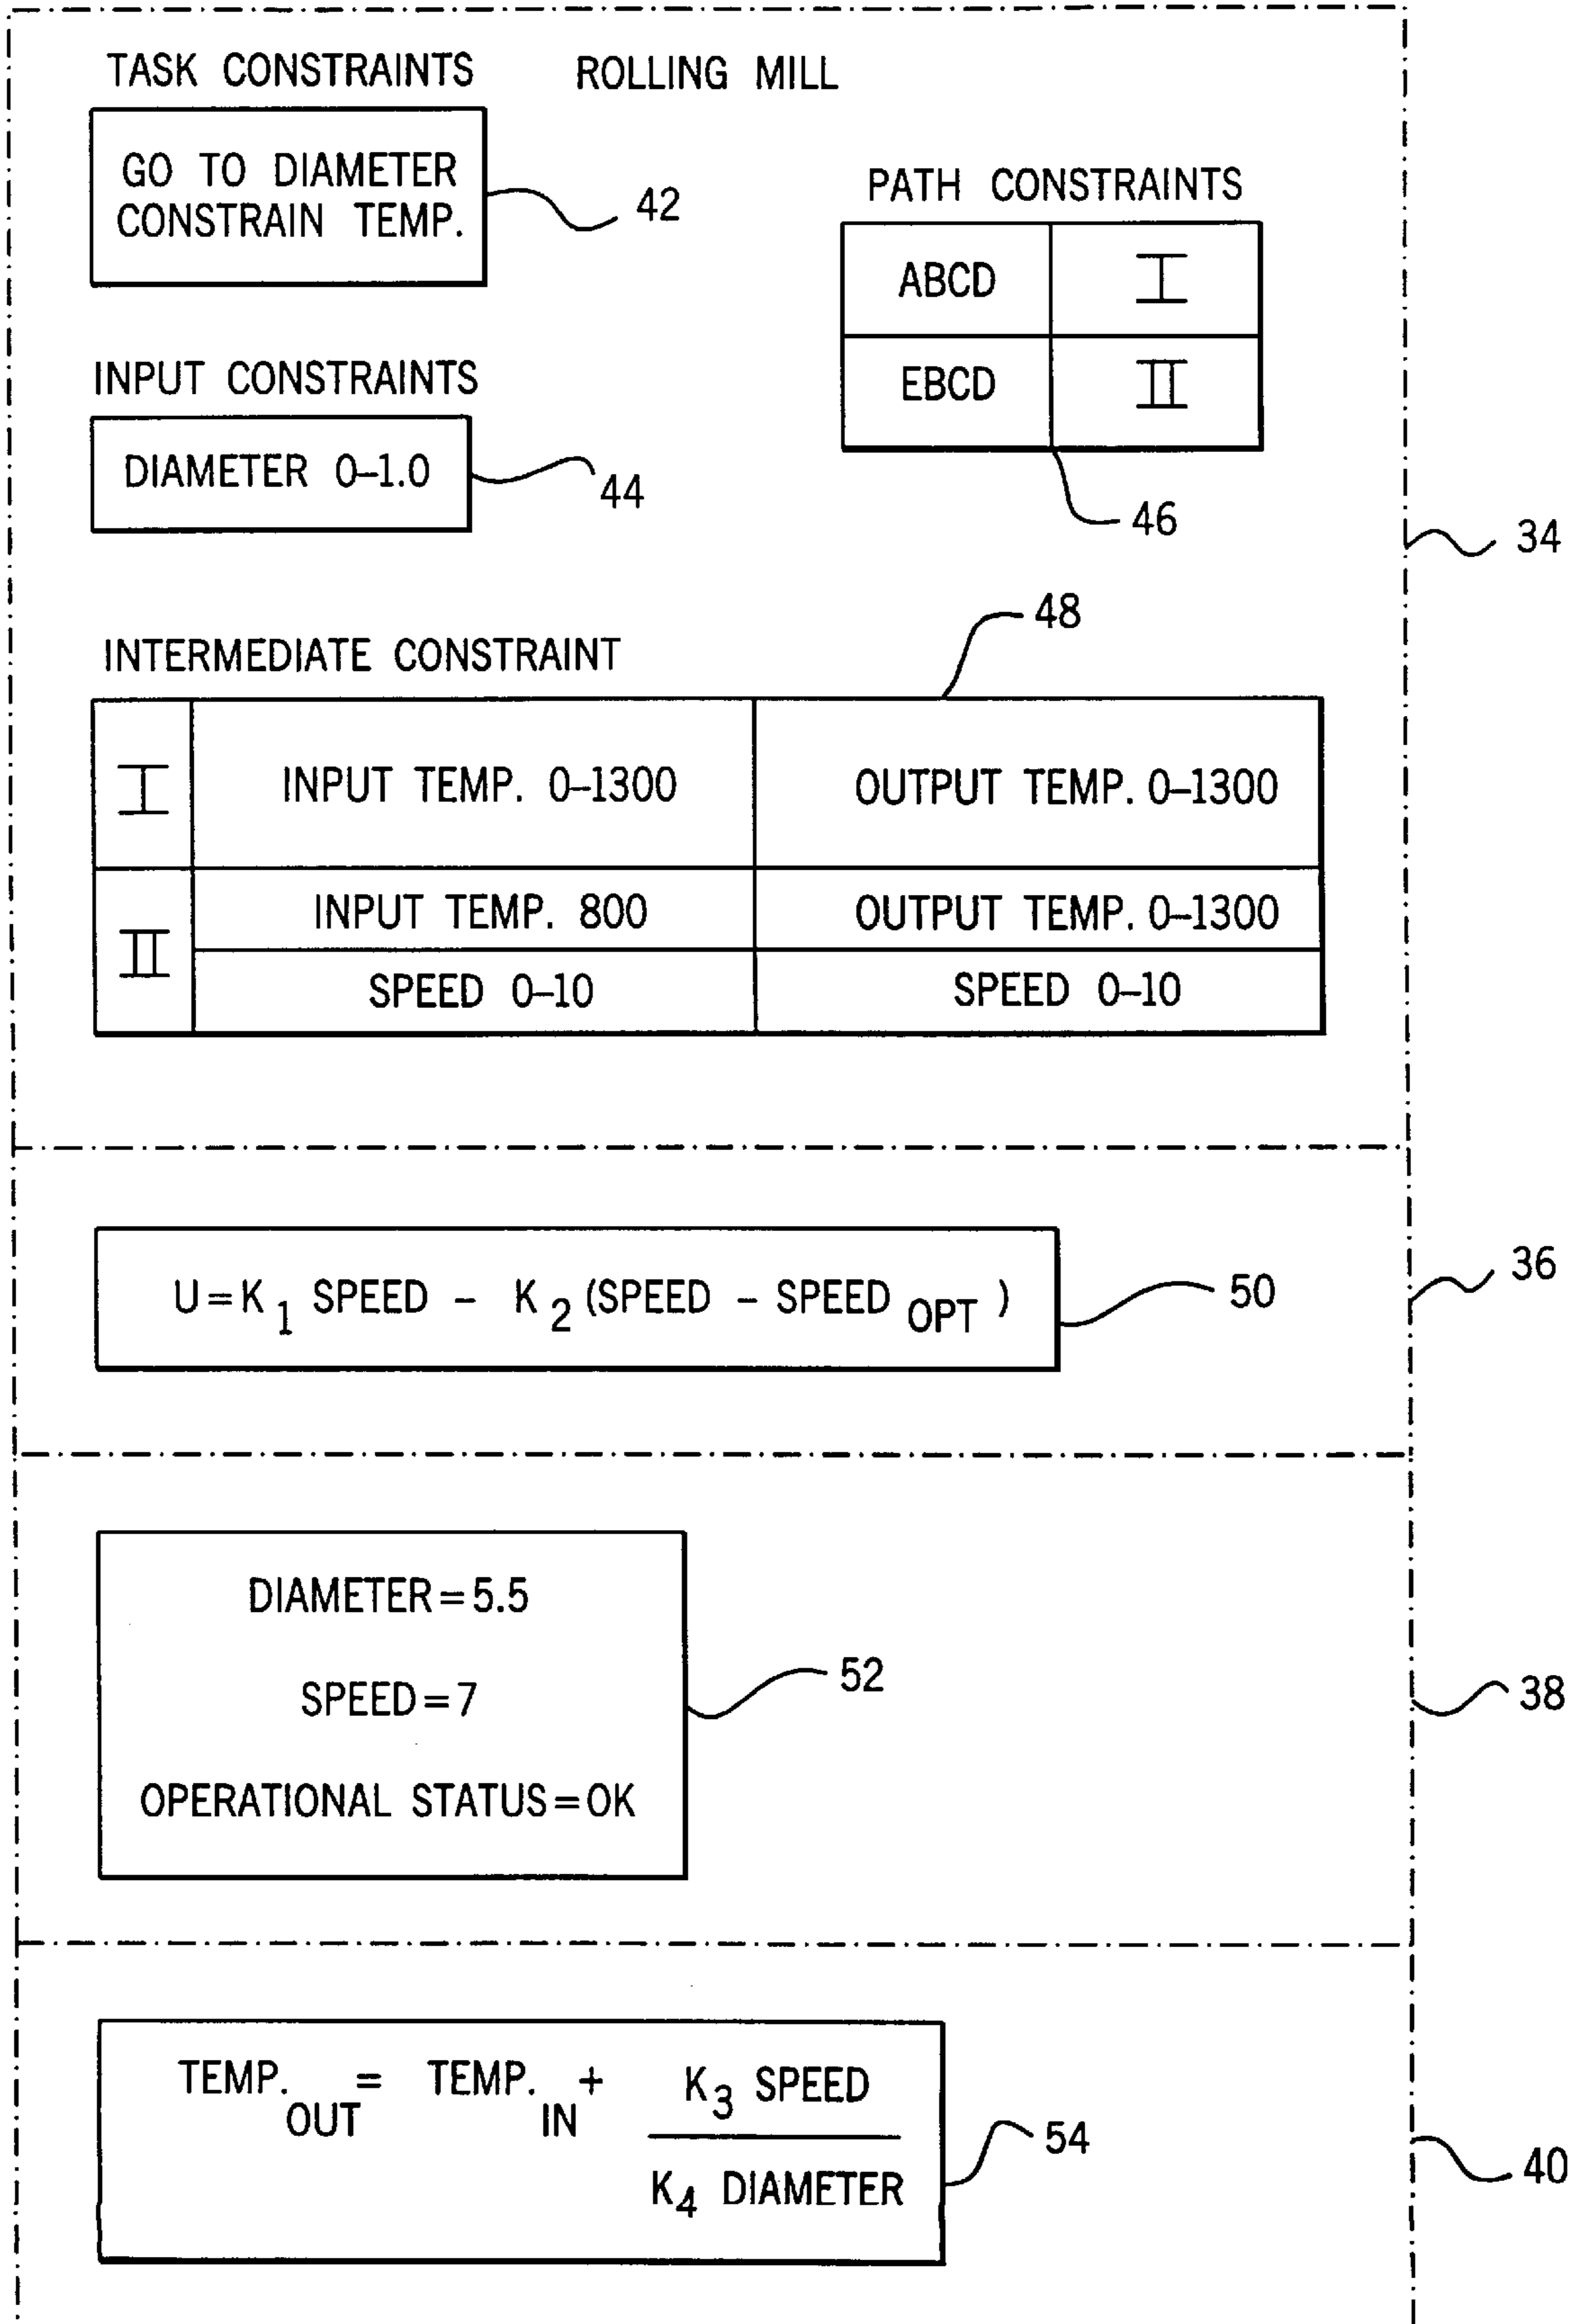 TASK CONSTRAINTS
ROLLING MILL
GO TO DIAMETER
CONSTRAIN TEMP.
42
PATH CONSTRAINTS
ABCD I
EBCD II
46
INPUT CONSTRAINTS
DIAMETER 0–1.0
44
34
48
INTERMEDIATE CONSTRAINT
I INPUT TEMP. 0–1300 OUTPUT TEMP. 0–1300
II INPUT TEMP. 800 OUTPUT TEMP. 0–1300
SPEED 0–10 SPEED 0–10
U=K1 SPEED – K2 (SPEED – SPEED OPT )
50
36
DIAMETER=5.5
SPEED=7
OPERATIONAL STATUS=OK
52
38
TEMP.OUT = TEMP.IN + K3 SPEED
K4 DIAMETER
54
40